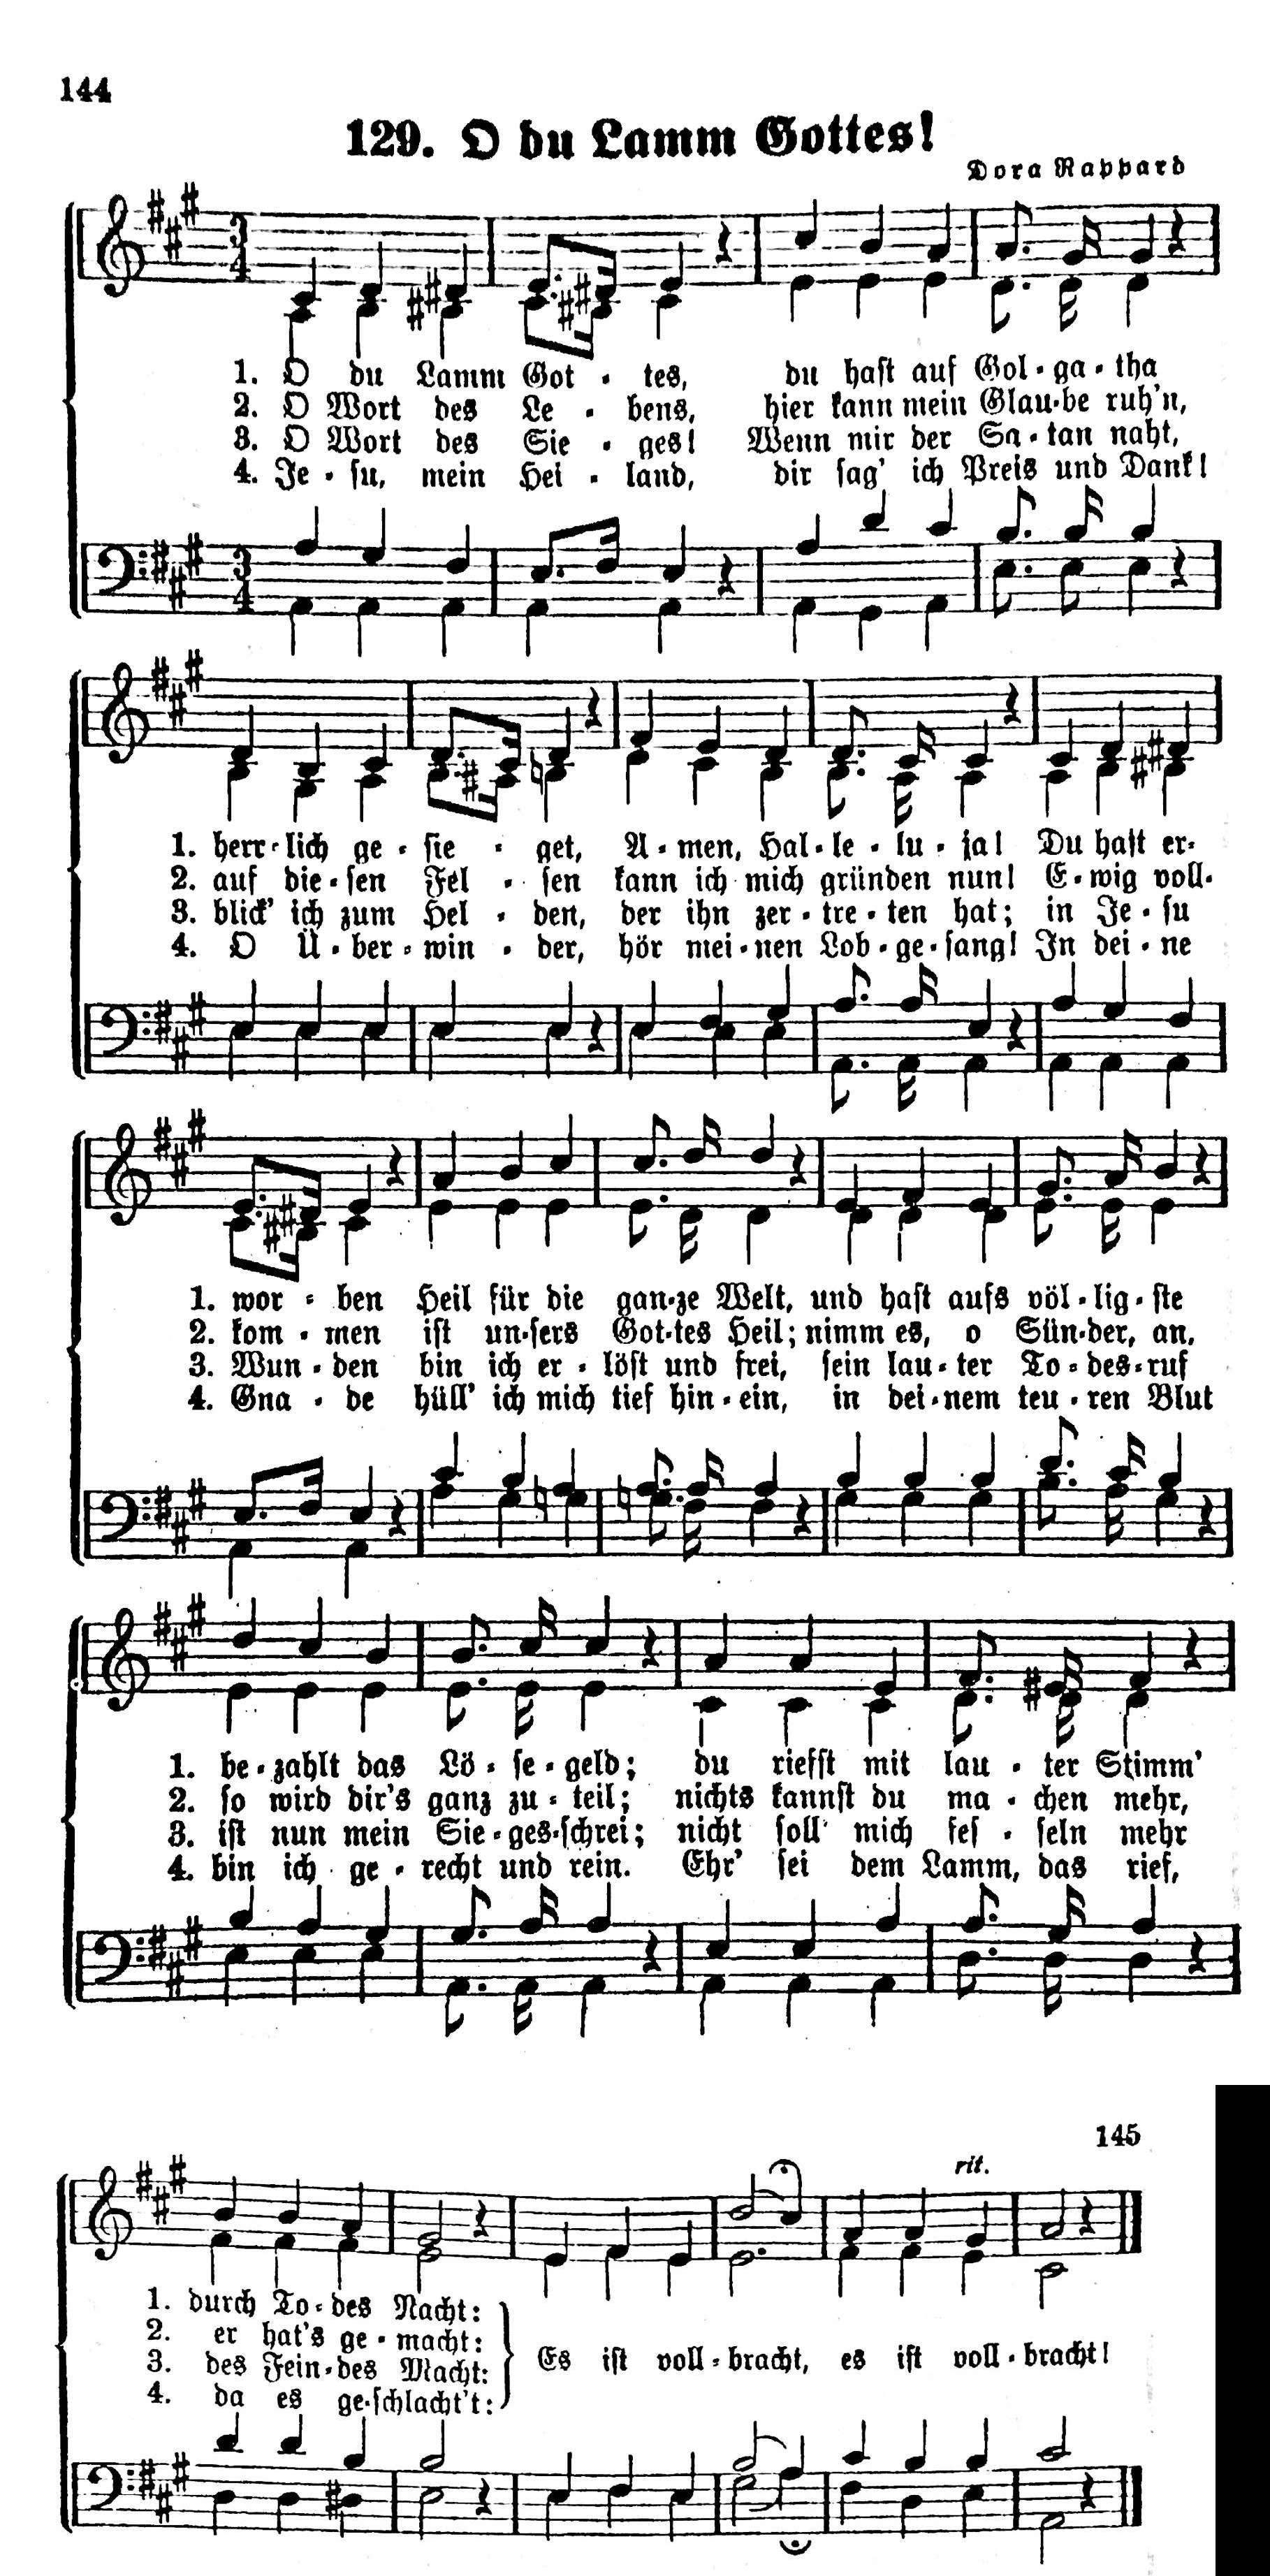 144
129. O du Lamm Gottes!
Dora Rappard
1. O du Lamm Got - tes, du hast auf Gol - ga - tha
2. O Wort des Le - bens, hier kann mein Glau - be ruh'n,
3. O Wort des Sie - ges! Wenn mir der Sa - tan naht,
4. Je - su, mein Hei - land, dir sag' ich Preis und Dank!
1. herr - lich ge - sie - get, A - men, Hal - le - lu - ja! Du hast er-
2. auf die - sen Fel - sen kann ich mich gründen nun! E - wig voll-
3. blick' ich zum Hel - den, der ihn zer - tre - ten hat; in Je - su
4. O Ü - ber - win - der, hör mei - nen Lob - ge - sang! In dei - ne
1. wor - ben Heil für die gan - ze Welt, und hast aufs völ - lig - ste
2. kom - men ist un - sers Got - tes Heil; nimm es, o Sün - der, an,
3. Wun - den bin ich er - löst und frei, sein lau - ter To - des - ruf
4. Gna - de hüll' ich mich tief hin - ein, in dei - nem teu - ren Blut
1. be - zahlt das Lö - se - geld; du riefst mit lau - ter Stimm'
2. so wird dir's ganz zu - teil; nichts kannst du ma - chen mehr,
3. ist nun mein Sie - ges - schrei; nicht soll mich fes - seln mehr
4. bin ich ge - recht und rein. Ehr' sei dem Lamm, das rief,
145
rit.
1. durch To - des Nacht:
2. er hat's ge - macht:
3. des Fein - des Macht:
4. da es ge - schlacht't:
Es ist voll - bracht, es ist voll - bracht!